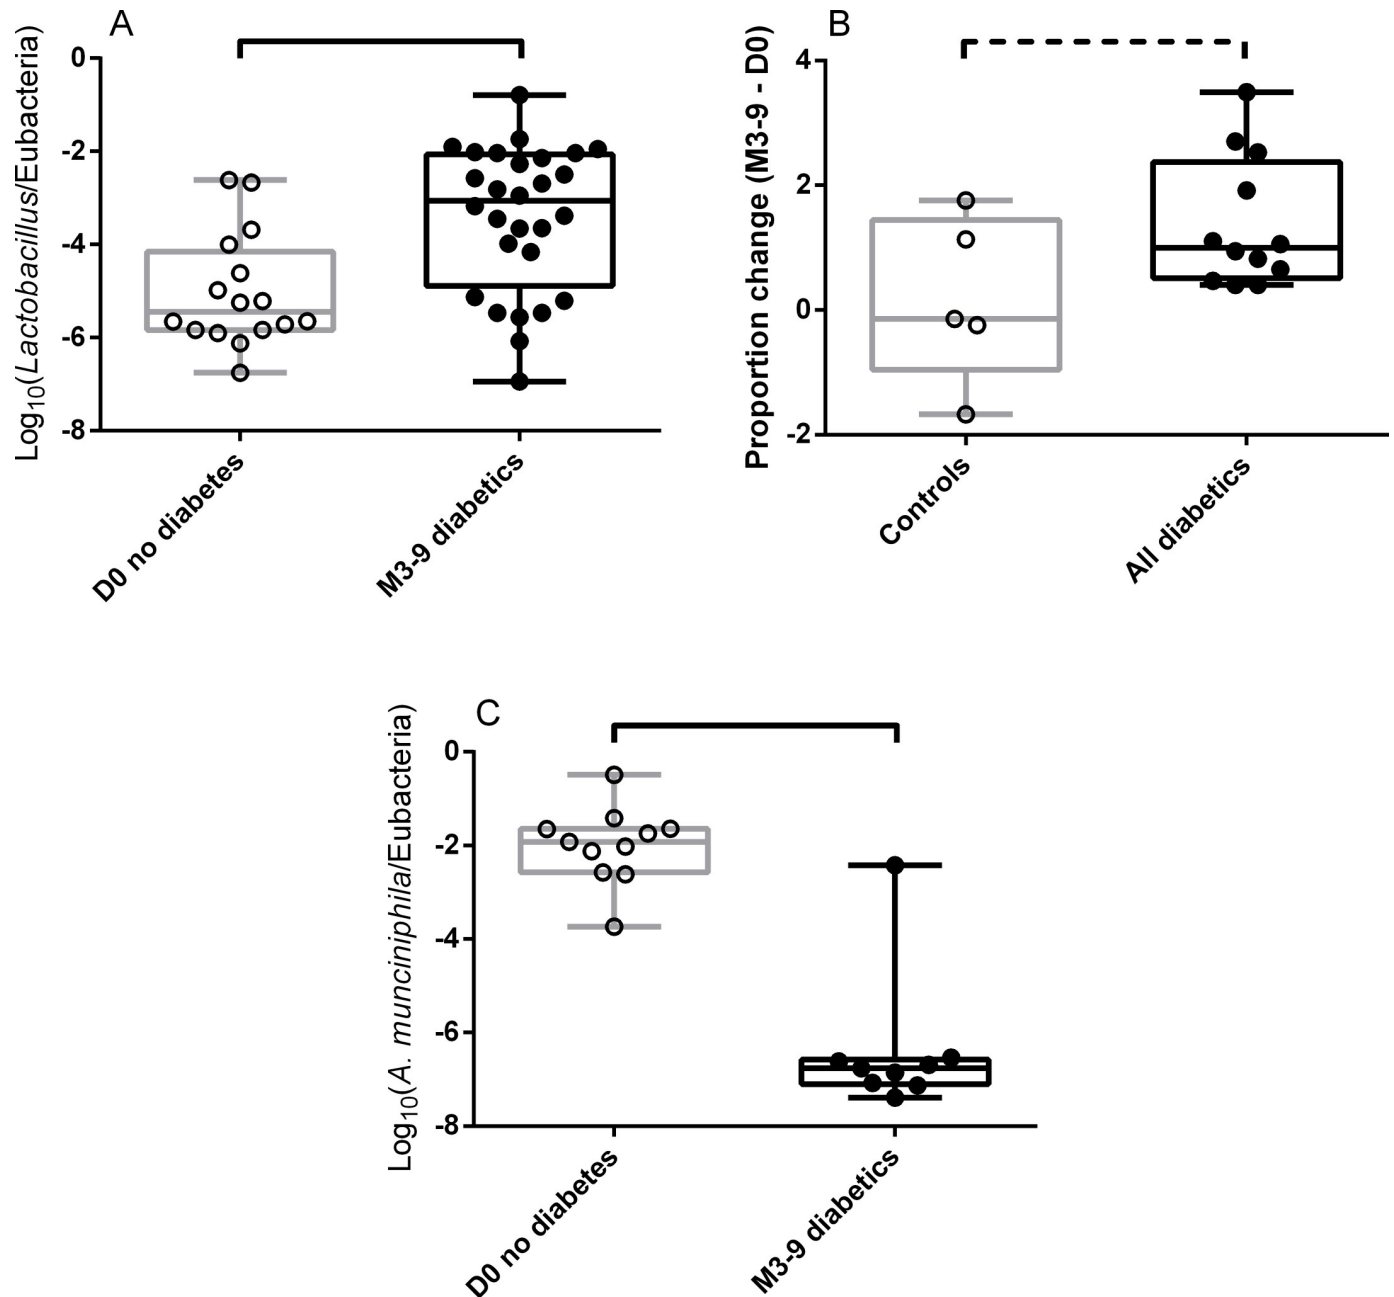 A
Log10(Lactobacillus/Eubacteria)
0
-2
-4
-6
-8
D0 no diabetes
M3-9 diabetics
B
Proportion change (M3-9 - D0)
4
2
0
-2
Controls
All diabetics
C
Log10(A. munciniphila/Eubacteria)
0
-2
-4
-6
-8
D0 no diabetes
M3-9 diabetics